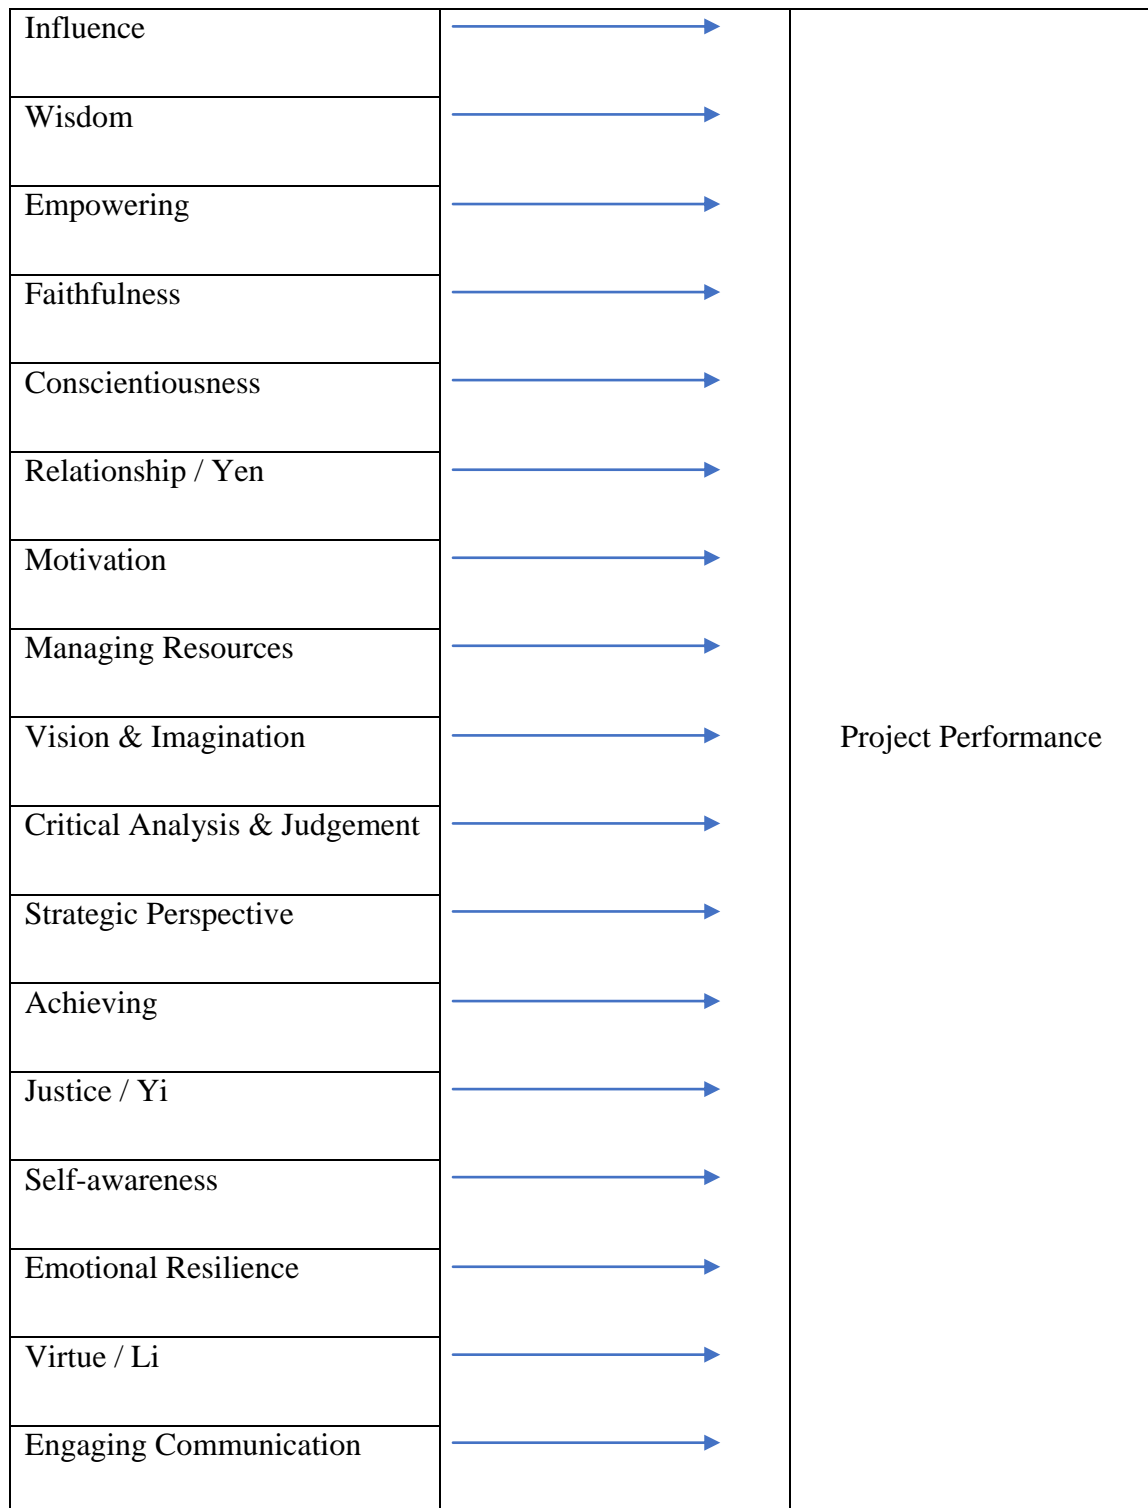 Influence
Wisdom
Empowering
Faithfulness
Conscientiousness
Relationship / Yen
Motivation
Managing Resources
Vision & Imagination
Project Performance
Critical Analysis & Judgement
Strategic Perspective
Achieving
Justice / Yi
Self-awareness
Emotional Resilience
Virtue / Li
Engaging Communication